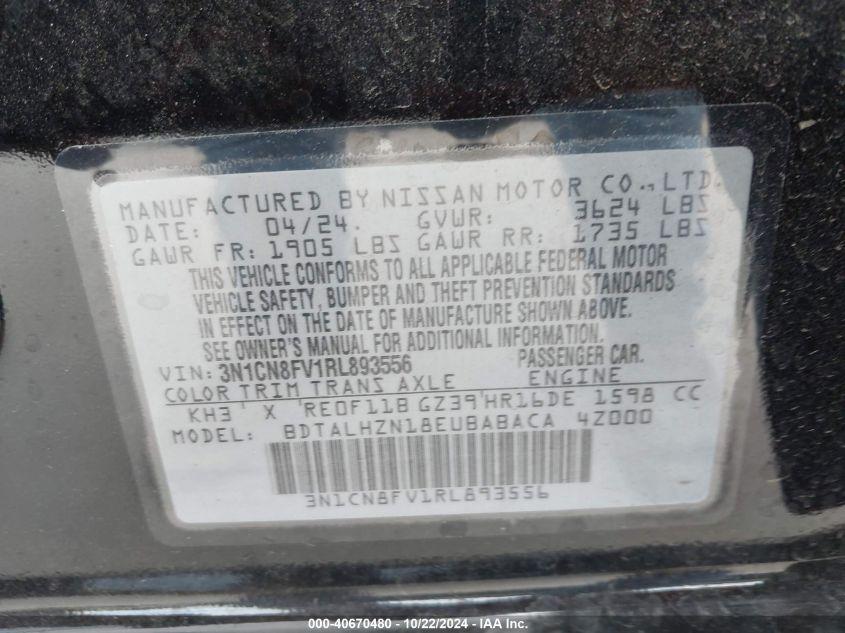 MANUFACTURED BY NISSAN MOTOR CO.,LTD.
DATE: 04/24. GVWR: 3624 LBS
GAWR FR: 1905 LBS GAWR RR: 1735 LBS
THIS VEHICLE CONFORMS TO ALL APPLICABLE FEDERAL MOTOR
VEHICLE SAFETY, BUMPER AND THEFT PREVENTION STANDARDS
IN EFFECT ON THE DATE OF MANUFACTURE SHOWN ABOVE.
SEE OWNER'S MANUAL FOR ADDITIONAL INFORMATION.
VIN: 3N1CN8FV1RL893556 PASSENGER CAR.
COLOR TRIM TRANS AXLE ENGINE
KH3 X RE0F11B GZ39 HR16DE 1598 CC
MODEL: BDTALHZN18EUBABACA 4Z000
3N1CN8FV1RL893556
000-40670480 - 10/22/2024 - IAA Inc.